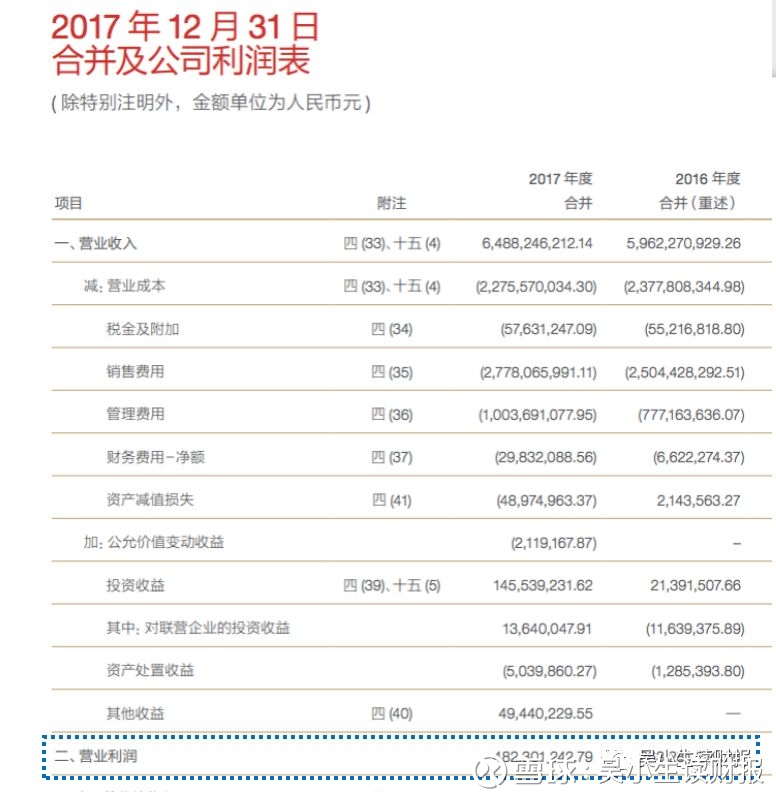 2017 年 12 月 31 日
合并及公司利润表
(除特别注明外，金额单位为人民币元)
项目 附注 2017 年度 合并 2016 年度 合并(重述)
一、营业收入 四 (33)、十五 (4) 6,488,246,212.14 5,962,270,929.26
减: 营业成本 四 (33)、十五 (4) (2,275,570,034.30) (2,377,808,344.98)
税金及附加 四 (34) (57,631,247.09) (55,216,818.80)
销售费用 四 (35) (2,778,065,991.11) (2,504,428,292.51)
管理费用 四 (36) (1,003,691,077.95) (777,163,636.07)
财务费用-净额 四 (37) (29,832,088.56) (6,622,274.37)
资产减值损失 四 (41) (48,974,963.37) 2,143,563.27
加: 公允价值变动收益 (2,119,167.87) –
投资收益 四 (39)、十五 (5) 145,539,231.62 21,391,507.66
其中: 对联营企业的投资收益 13,640,047.91 (11,639,375.89)
资产处置收益 (5,039,860.27) (1,285,393.80)
其他收益 四 (40) 49,440,229.55 —
二、营业利润 482,301,242.79
雪球: 生读财报